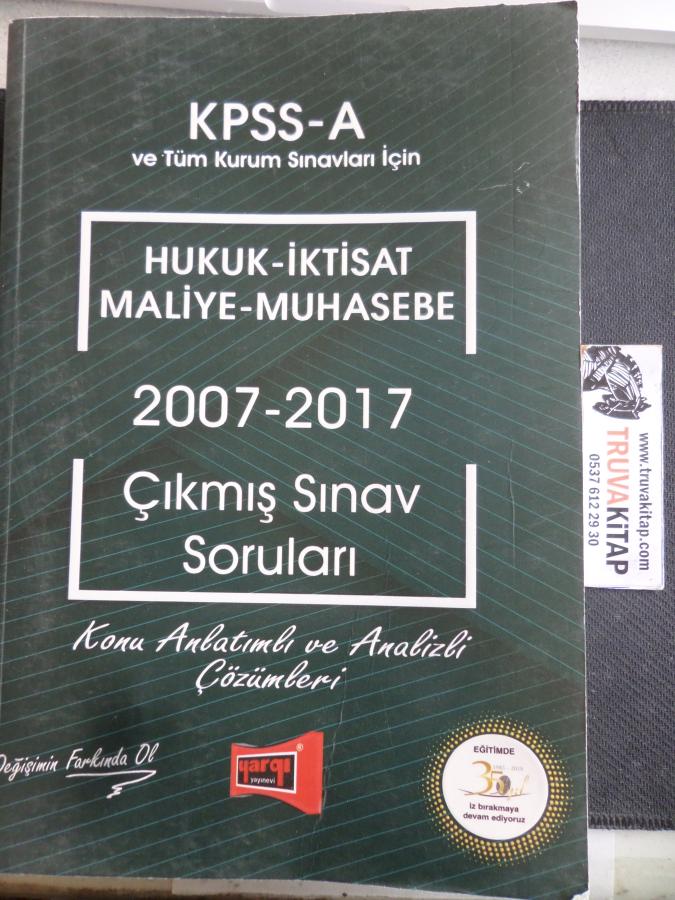 KPSS-A
ve Tüm Kurum Sınavları İçin
HUKUK-İKTİSAT
MALİYE-MUHASEBE
2007-2017
Çıkmış Sınav
Soruları
Konu Anlatımlı ve Analizli
Çözümleri
Değişimin Farkında Ol
yargı
yayınevi
®
EĞİTİMDE
35.yıl
iz bırakmaya
devam ediyoruz
www.truvakitap.com
TRUVAKİTAP
0537 612 29 30